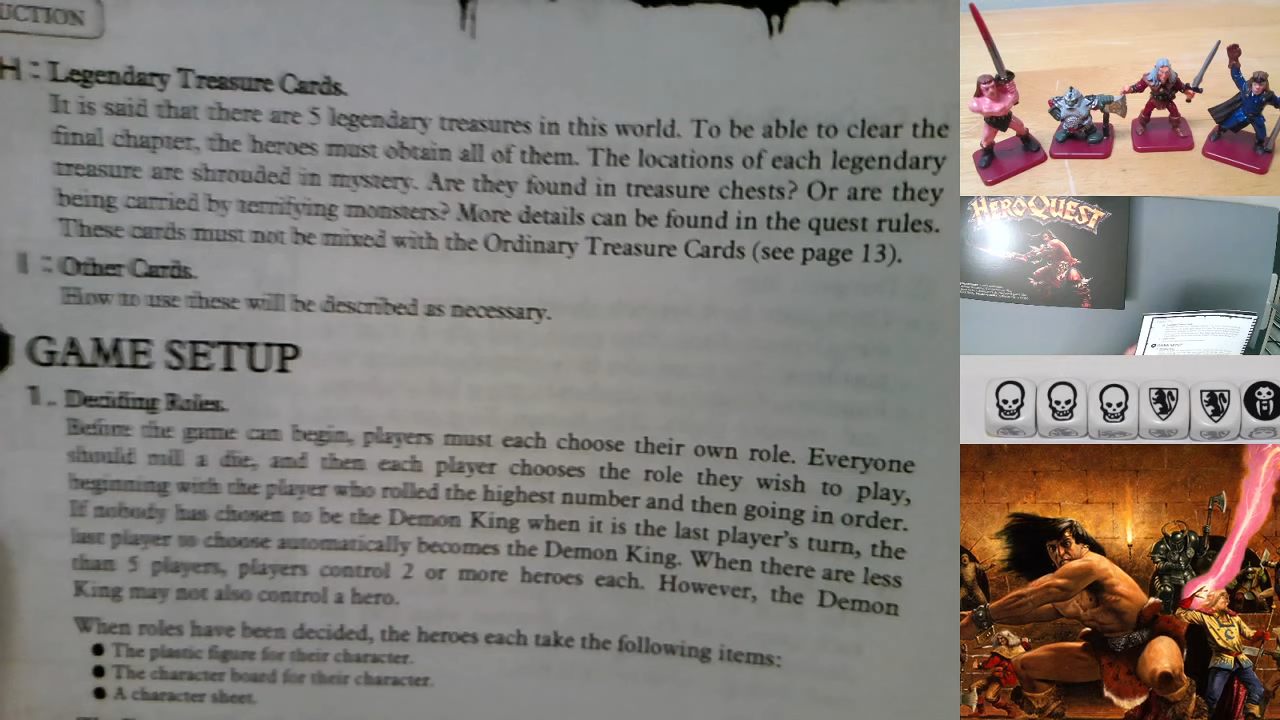 UCTION
H : Legendary Treasure Cards.
It is said that there are 5 legendary treasures in this world. To be able to clear the
final chapter, the heroes must obtain all of them. The locations of each legendary
treasure are shrouded in mystery. Are they found in treasure chests? Or are they
being carried by terrifying monsters? More details can be found in the quest rules.
These cards must not be mixed with the Ordinary Treasure Cards (see page 13).
I : Other Cards.
How to use these will be described as necessary.
GAME SETUP
1. Deciding Roles.
Before the game can begin, players must each choose their own role. Everyone
should roll a die, and then each player chooses the role they wish to play,
beginning with the player who rolled the highest number and then going in order.
If nobody has chosen to be the Demon King when it is the last player's turn, the
last player to choose automatically becomes the Demon King. When there are less
than 5 players, players control 2 or more heroes each. However, the Demon
King may not also control a hero.
When roles have been decided, the heroes each take the following items:
● The plastic figure for their character.
● The character board for their character.
● A character sheet.
HEROQUEST